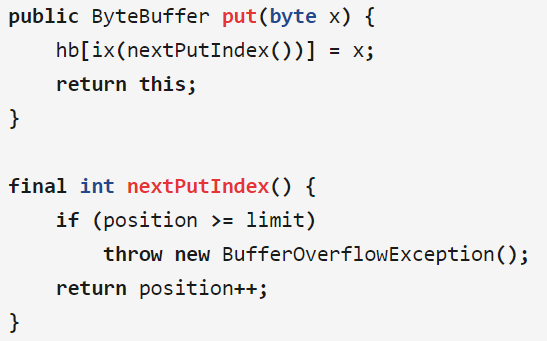 public ByteBuffer put(byte x) {
    hb[ix(nextPutIndex())] = x;
    return this;
}

final int nextPutIndex() {
    if (position >= limit)
        throw new BufferOverflowException();
    return position++;
}